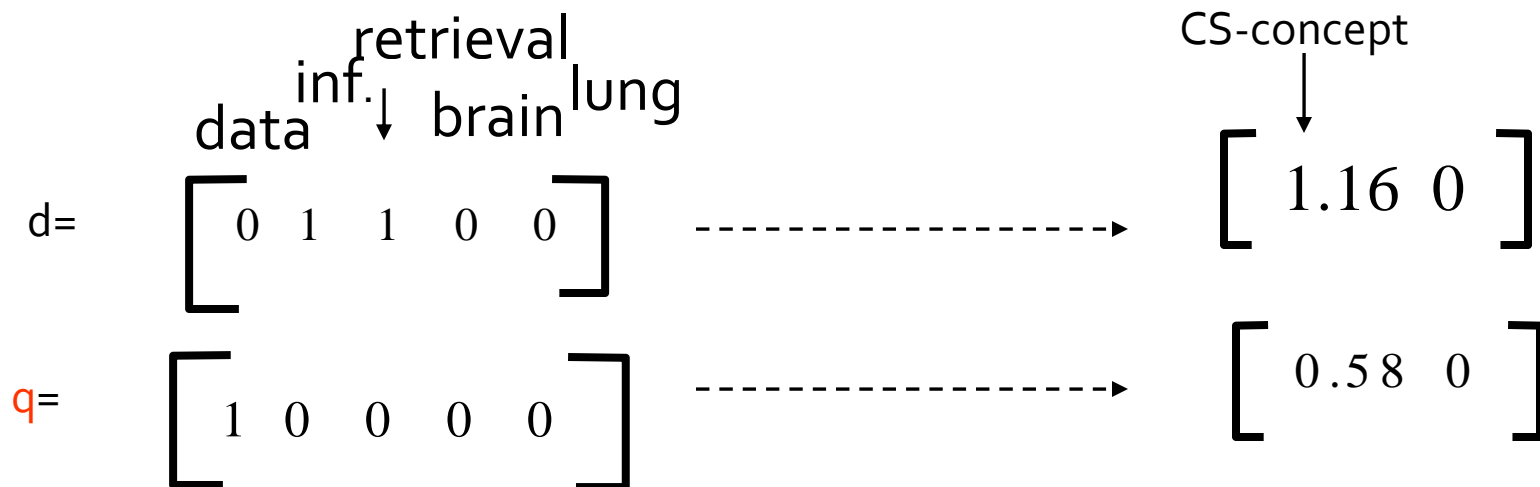 retrieval
inf.
lung
brain
data
CS-concept
d= 0 1 1 0 0
1.16 0
q= 1 0 0 0 0
0.58 0